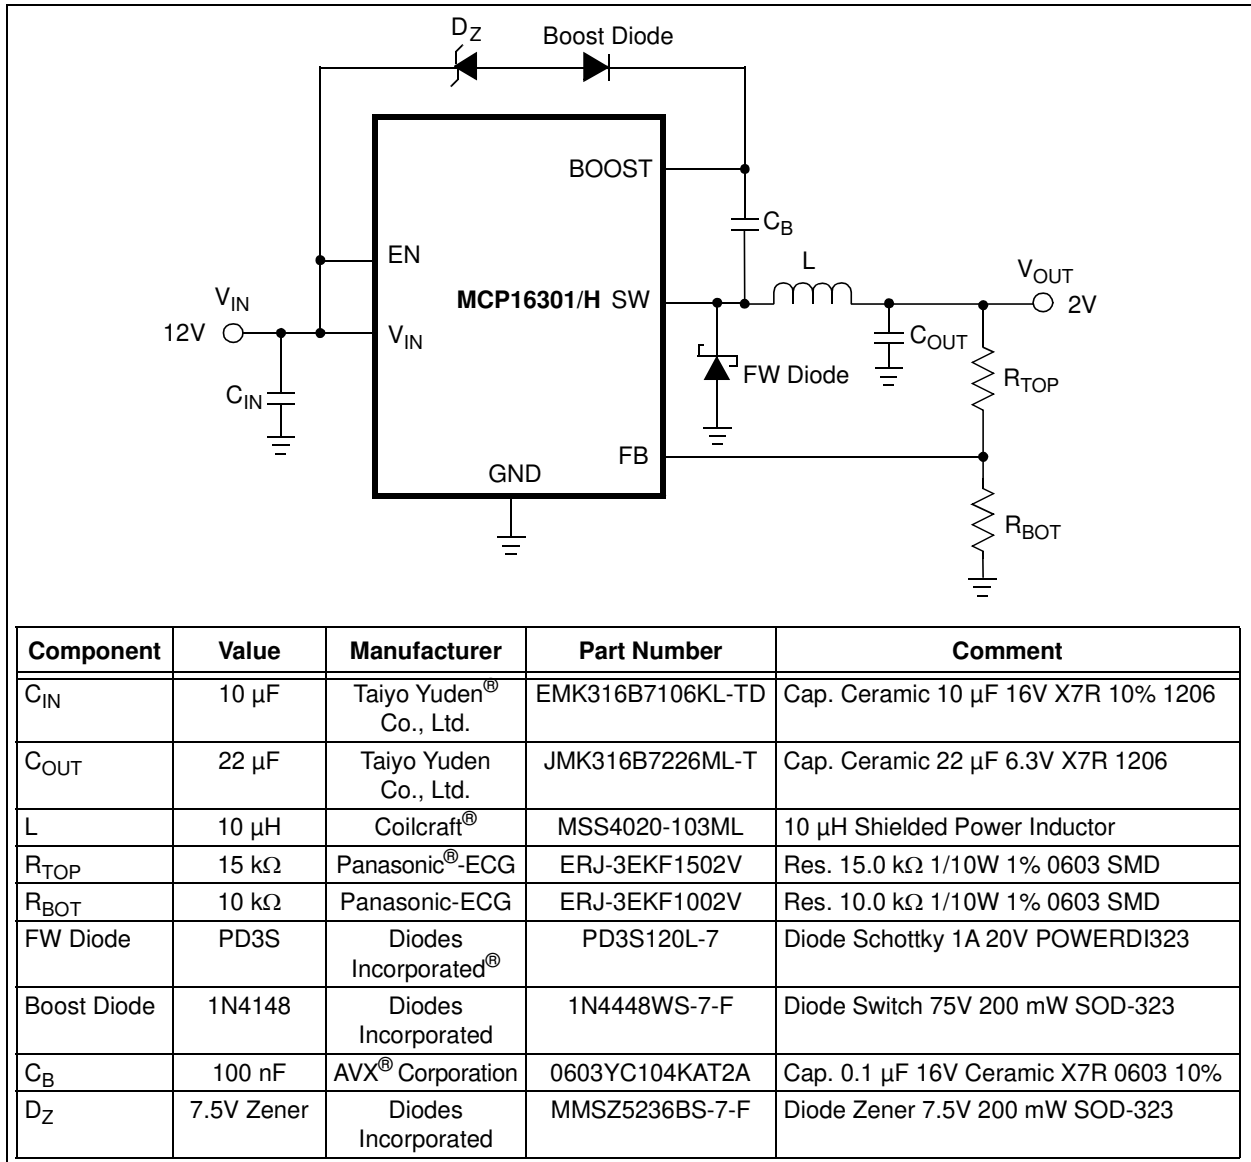 DZ
Boost Diode
BOOST
CB
EN
L
VOUT
VIN
MCP16301/H SW
2V
12V
VIN
COUT
FW Diode
RTOP
CIN
FB
GND
RBOT
Component Value Manufacturer Part Number Comment
CIN 10 µF Taiyo Yuden® Co., Ltd. EMK316B7106KL-TD Cap. Ceramic 10 µF 16V X7R 10% 1206
COUT 22 µF Taiyo Yuden Co., Ltd. JMK316B7226ML-T Cap. Ceramic 22 µF 6.3V X7R 1206
L 10 µH Coilcraft® MSS4020-103ML 10 µH Shielded Power Inductor
RTOP 15 kΩ Panasonic®-ECG ERJ-3EKF1502V Res. 15.0 kΩ 1/10W 1% 0603 SMD
RBOT 10 kΩ Panasonic-ECG ERJ-3EKF1002V Res. 10.0 kΩ 1/10W 1% 0603 SMD
FW Diode PD3S Diodes Incorporated® PD3S120L-7 Diode Schottky 1A 20V POWERDI323
Boost Diode 1N4148 Diodes Incorporated 1N4448WS-7-F Diode Switch 75V 200 mW SOD-323
CB 100 nF AVX® Corporation 0603YC104KAT2A Cap. 0.1 µF 16V Ceramic X7R 0603 10%
DZ 7.5V Zener Diodes Incorporated MMSZ5236BS-7-F Diode Zener 7.5V 200 mW SOD-323